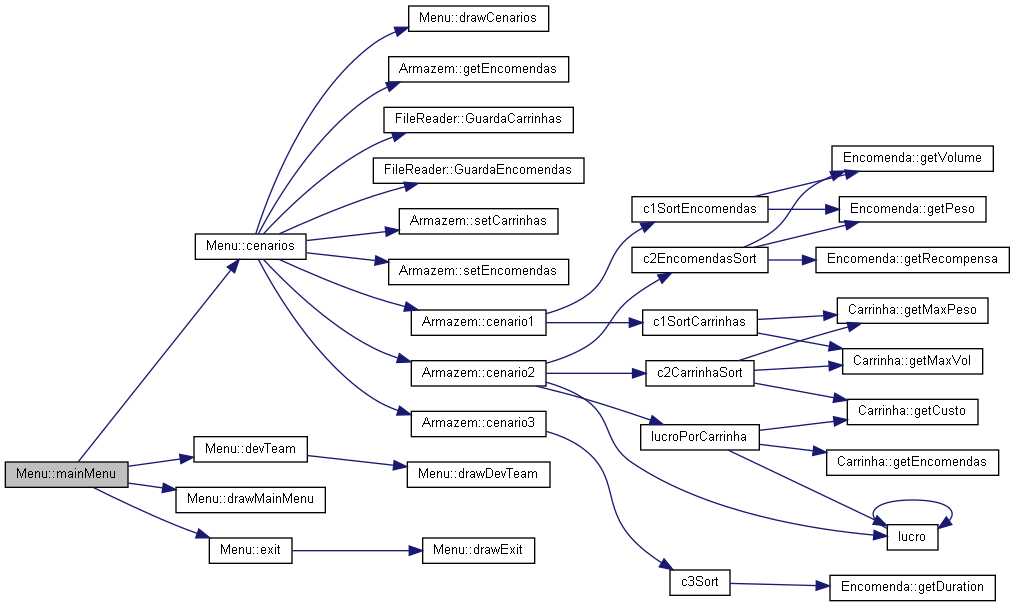 Menu::drawCenarios
Armazem::getEncomendas
FileReader::GuardaCarrinhas
FileReader::GuardaEncomendas
Armazem::setCarrinhas
Menu::cenarios
Armazem::setEncomendas
Armazem::cenario1
Armazem::cenario2
Armazem::cenario3
c1SortEncomendas
c2EncomendasSort
c1SortCarrinhas
c2CarrinhaSort
lucroPorCarrinha
Encomenda::getVolume
Encomenda::getPeso
Encomenda::getRecompensa
Carrinha::getMaxPeso
Carrinha::getMaxVol
Carrinha::getCusto
Carrinha::getEncomendas
lucro
c3Sort
Encomenda::getDuration
Menu::mainMenu
Menu::devTeam
Menu::drawDevTeam
Menu::drawMainMenu
Menu::exit
Menu::drawExit